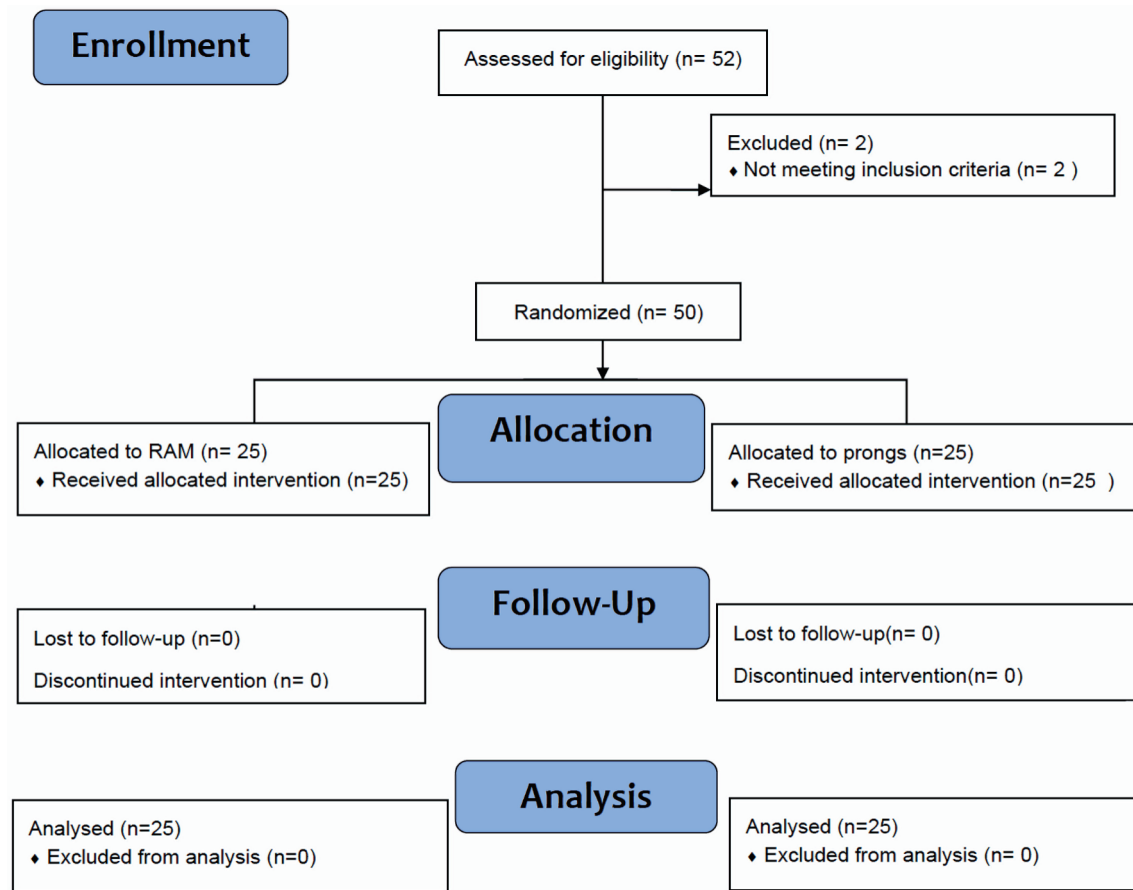 Enrollment
Assessed for eligibility (n= 52)
Excluded (n= 2)
♦ Not meeting inclusion criteria (n= 2 )
Randomized (n= 50)
Allocation
Allocated to RAM (n= 25)
♦ Received allocated intervention (n=25)
Allocated to prongs (n=25)
♦ Received allocated intervention (n=25 )
Follow-Up
Lost to follow-up (n=0)
Discontinued intervention (n= 0)
Lost to follow-up(n= 0)
Discontinued intervention(n= 0)
Analysis
Analysed (n=25)
♦ Excluded from analysis (n=0)
Analysed (n=25)
♦ Excluded from analysis (n= 0)